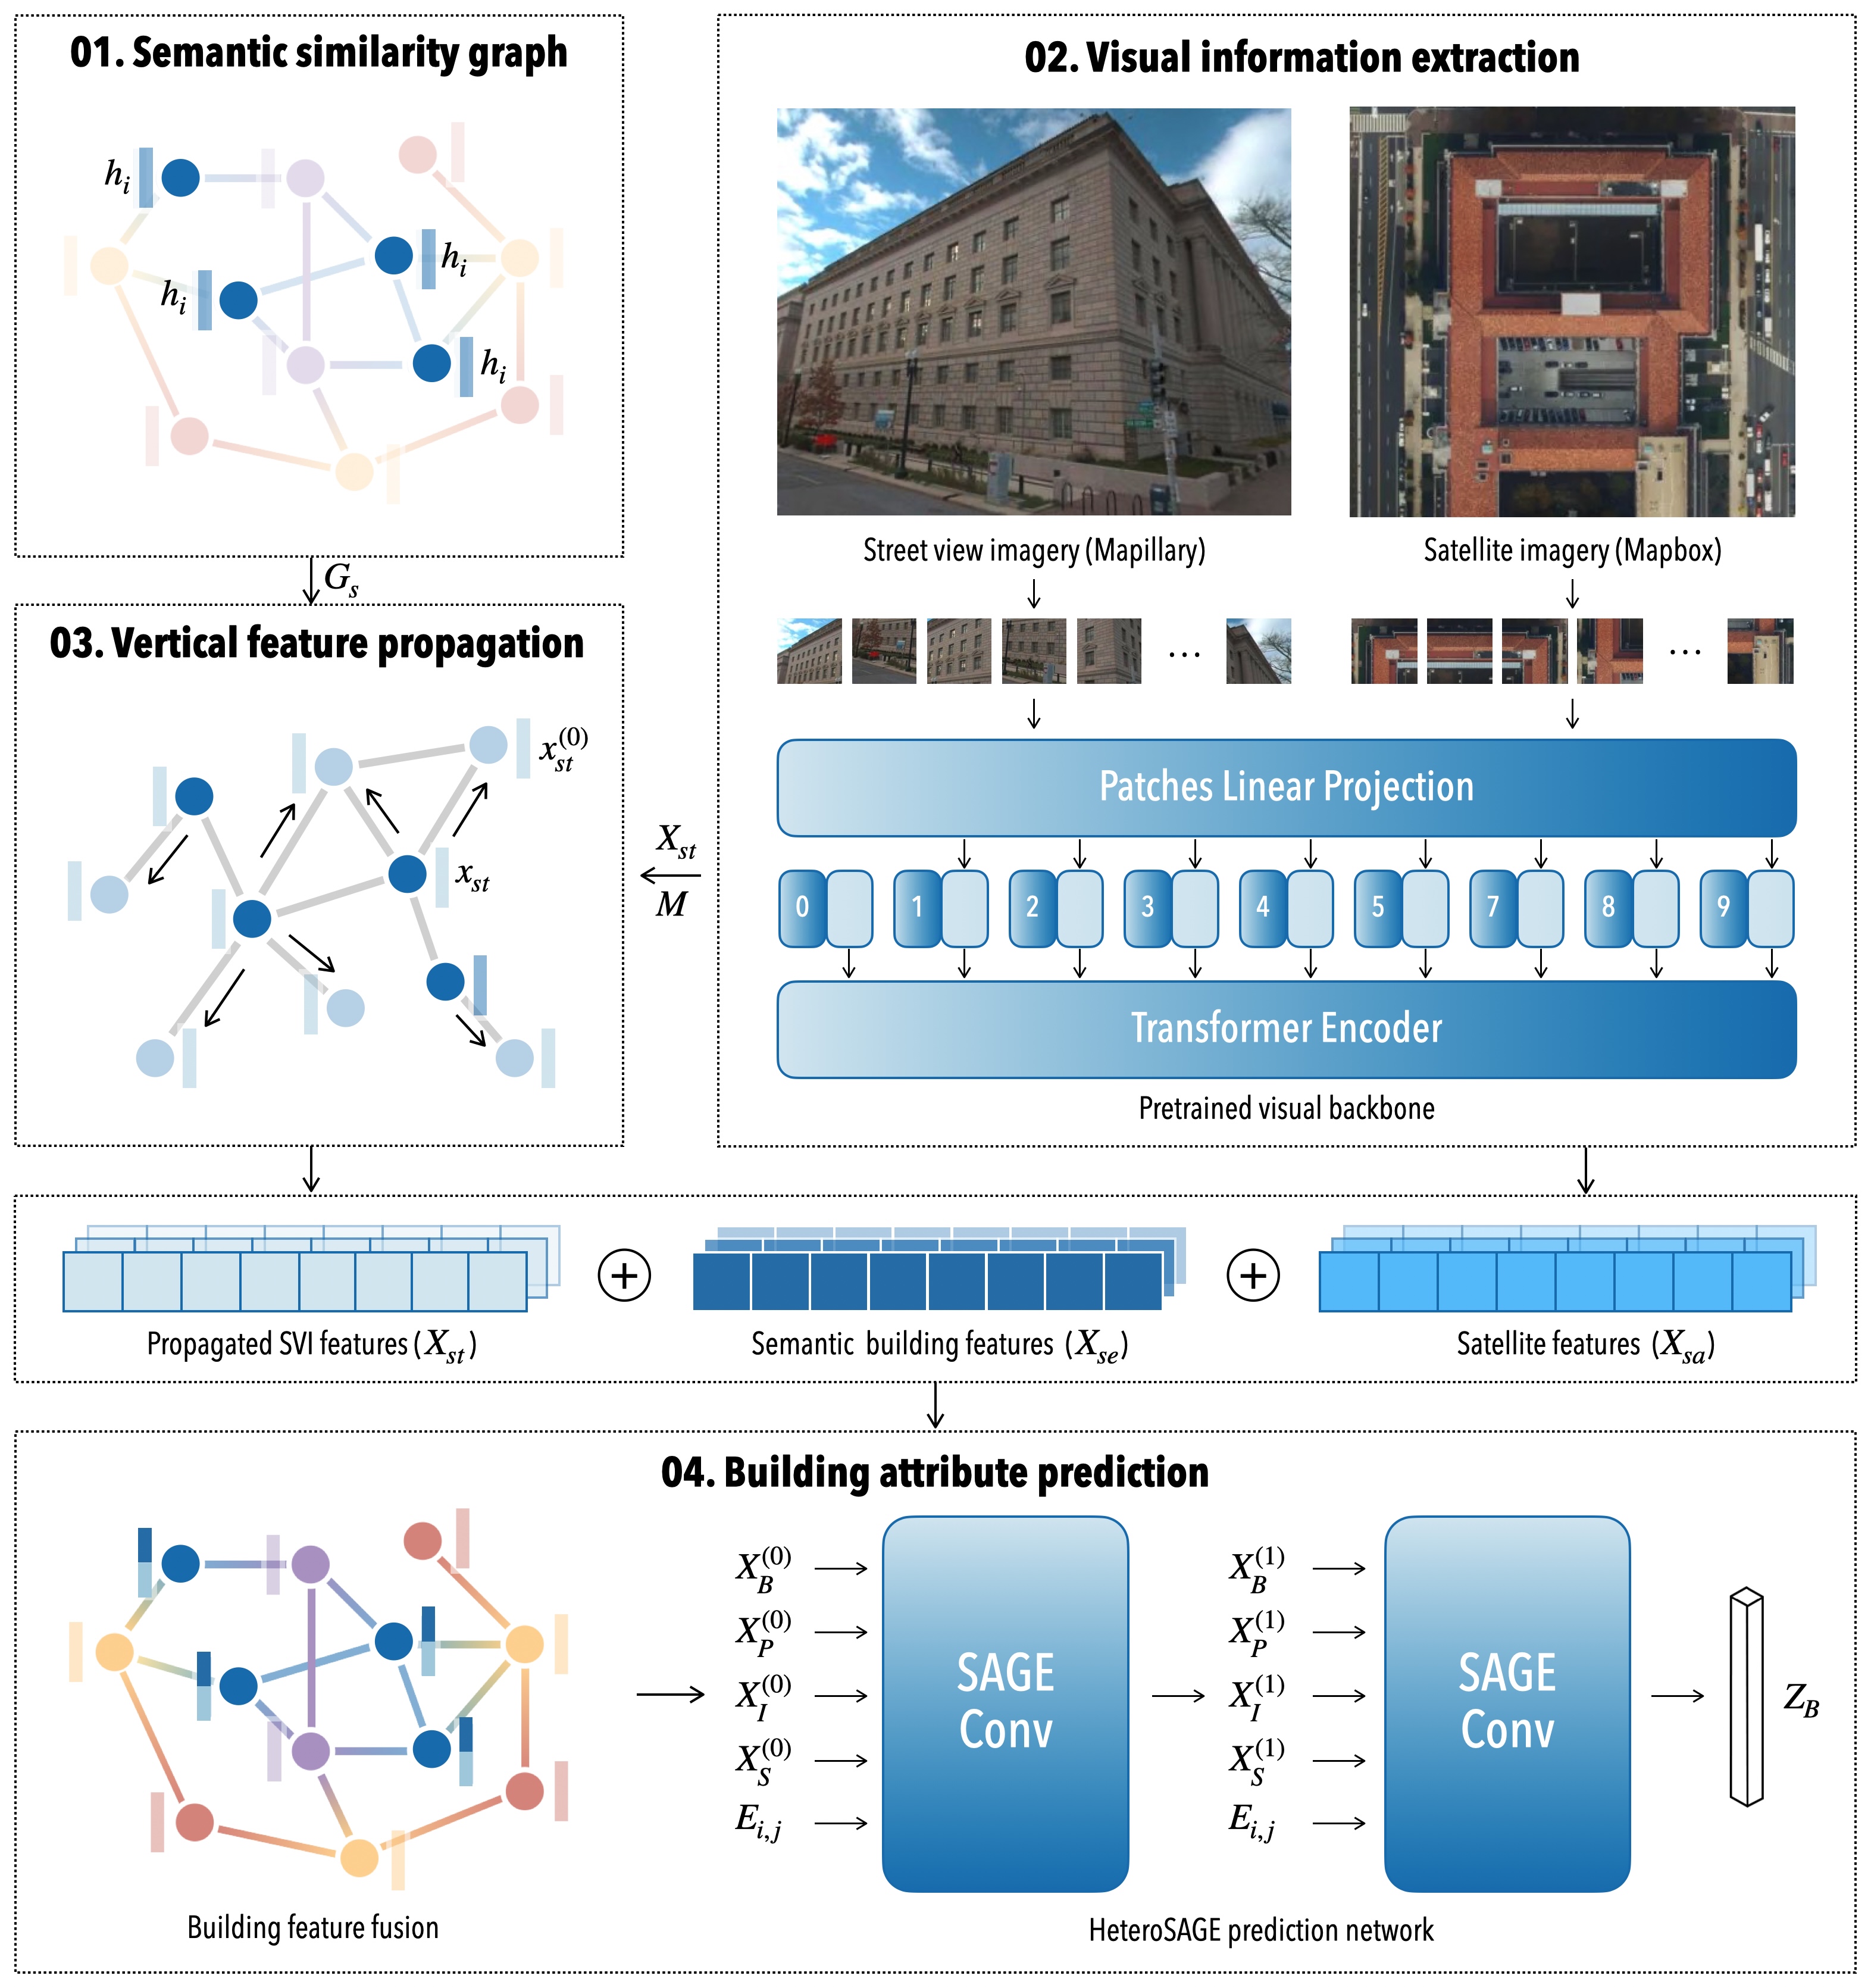 01. Semantic similarity graph
h_i
h_i
h_i
h_i
G_s
02. Visual information extraction
Street view imagery (Mapillary)
Satellite imagery (Mapbox)
...
...
Patches Linear Projection
0 1 2 3 4 5 7 8 9
Transformer Encoder
Pretrained visual backbone
03. Vertical feature propagation
x_{st}^{(0)}
x_{st}
X_{st}
M
+
+
Propagated SVI features (X_{st})
Semantic building features (X_{se})
Satellite features (X_{sa})
04. Building attribute prediction
X_B^{(0)}
X_P^{(0)}
X_I^{(0)}
X_S^{(0)}
E_{i,j}
SAGE
Conv
X_B^{(1)}
X_P^{(1)}
X_I^{(1)}
X_S^{(1)}
E_{i,j}
SAGE
Conv
Z_B
Building feature fusion
HeteroSAGE prediction network